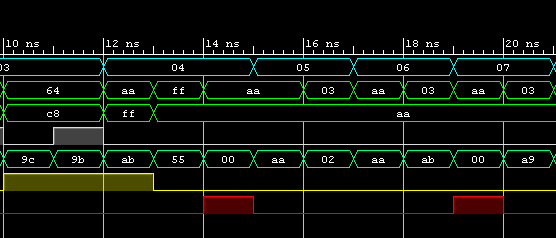 10 ns 12 ns 14 ns 16 ns 18 ns 20 ns
03 04 05 06 07
64 aa ff aa 03 aa 03 aa 03
c8 ff aa
9c 9b ab 55 00 aa 02 aa ab 00 a9